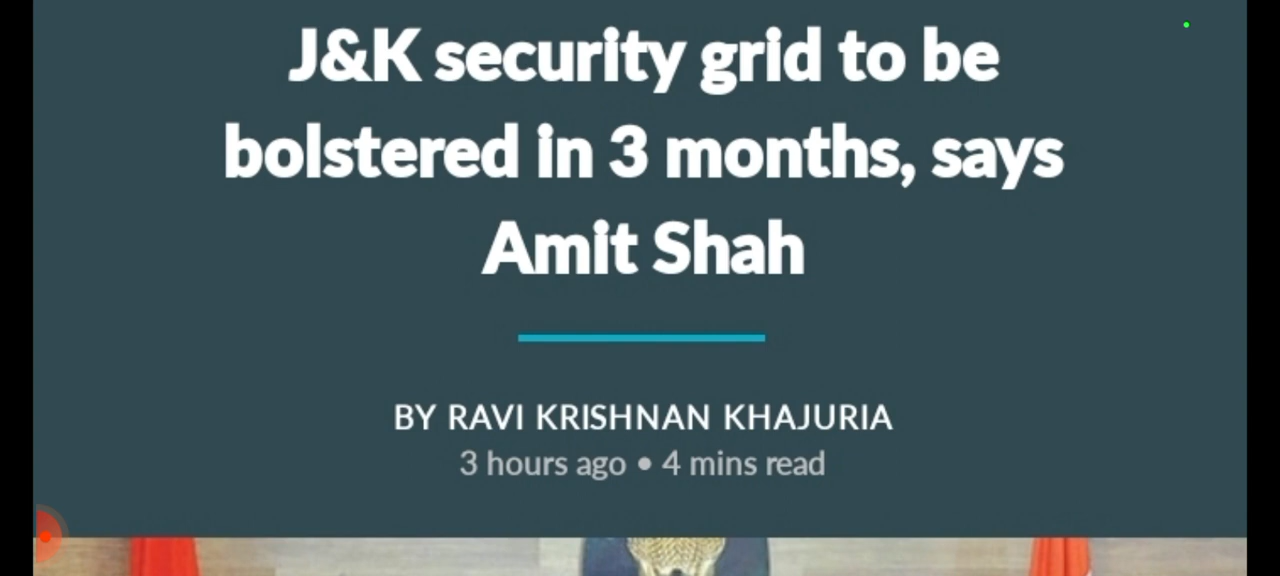 J&K security grid to be
bolstered in 3 months, says
Amit Shah
BY RAVI KRISHNAN KHAJURIA
3 hours ago • 4 mins read